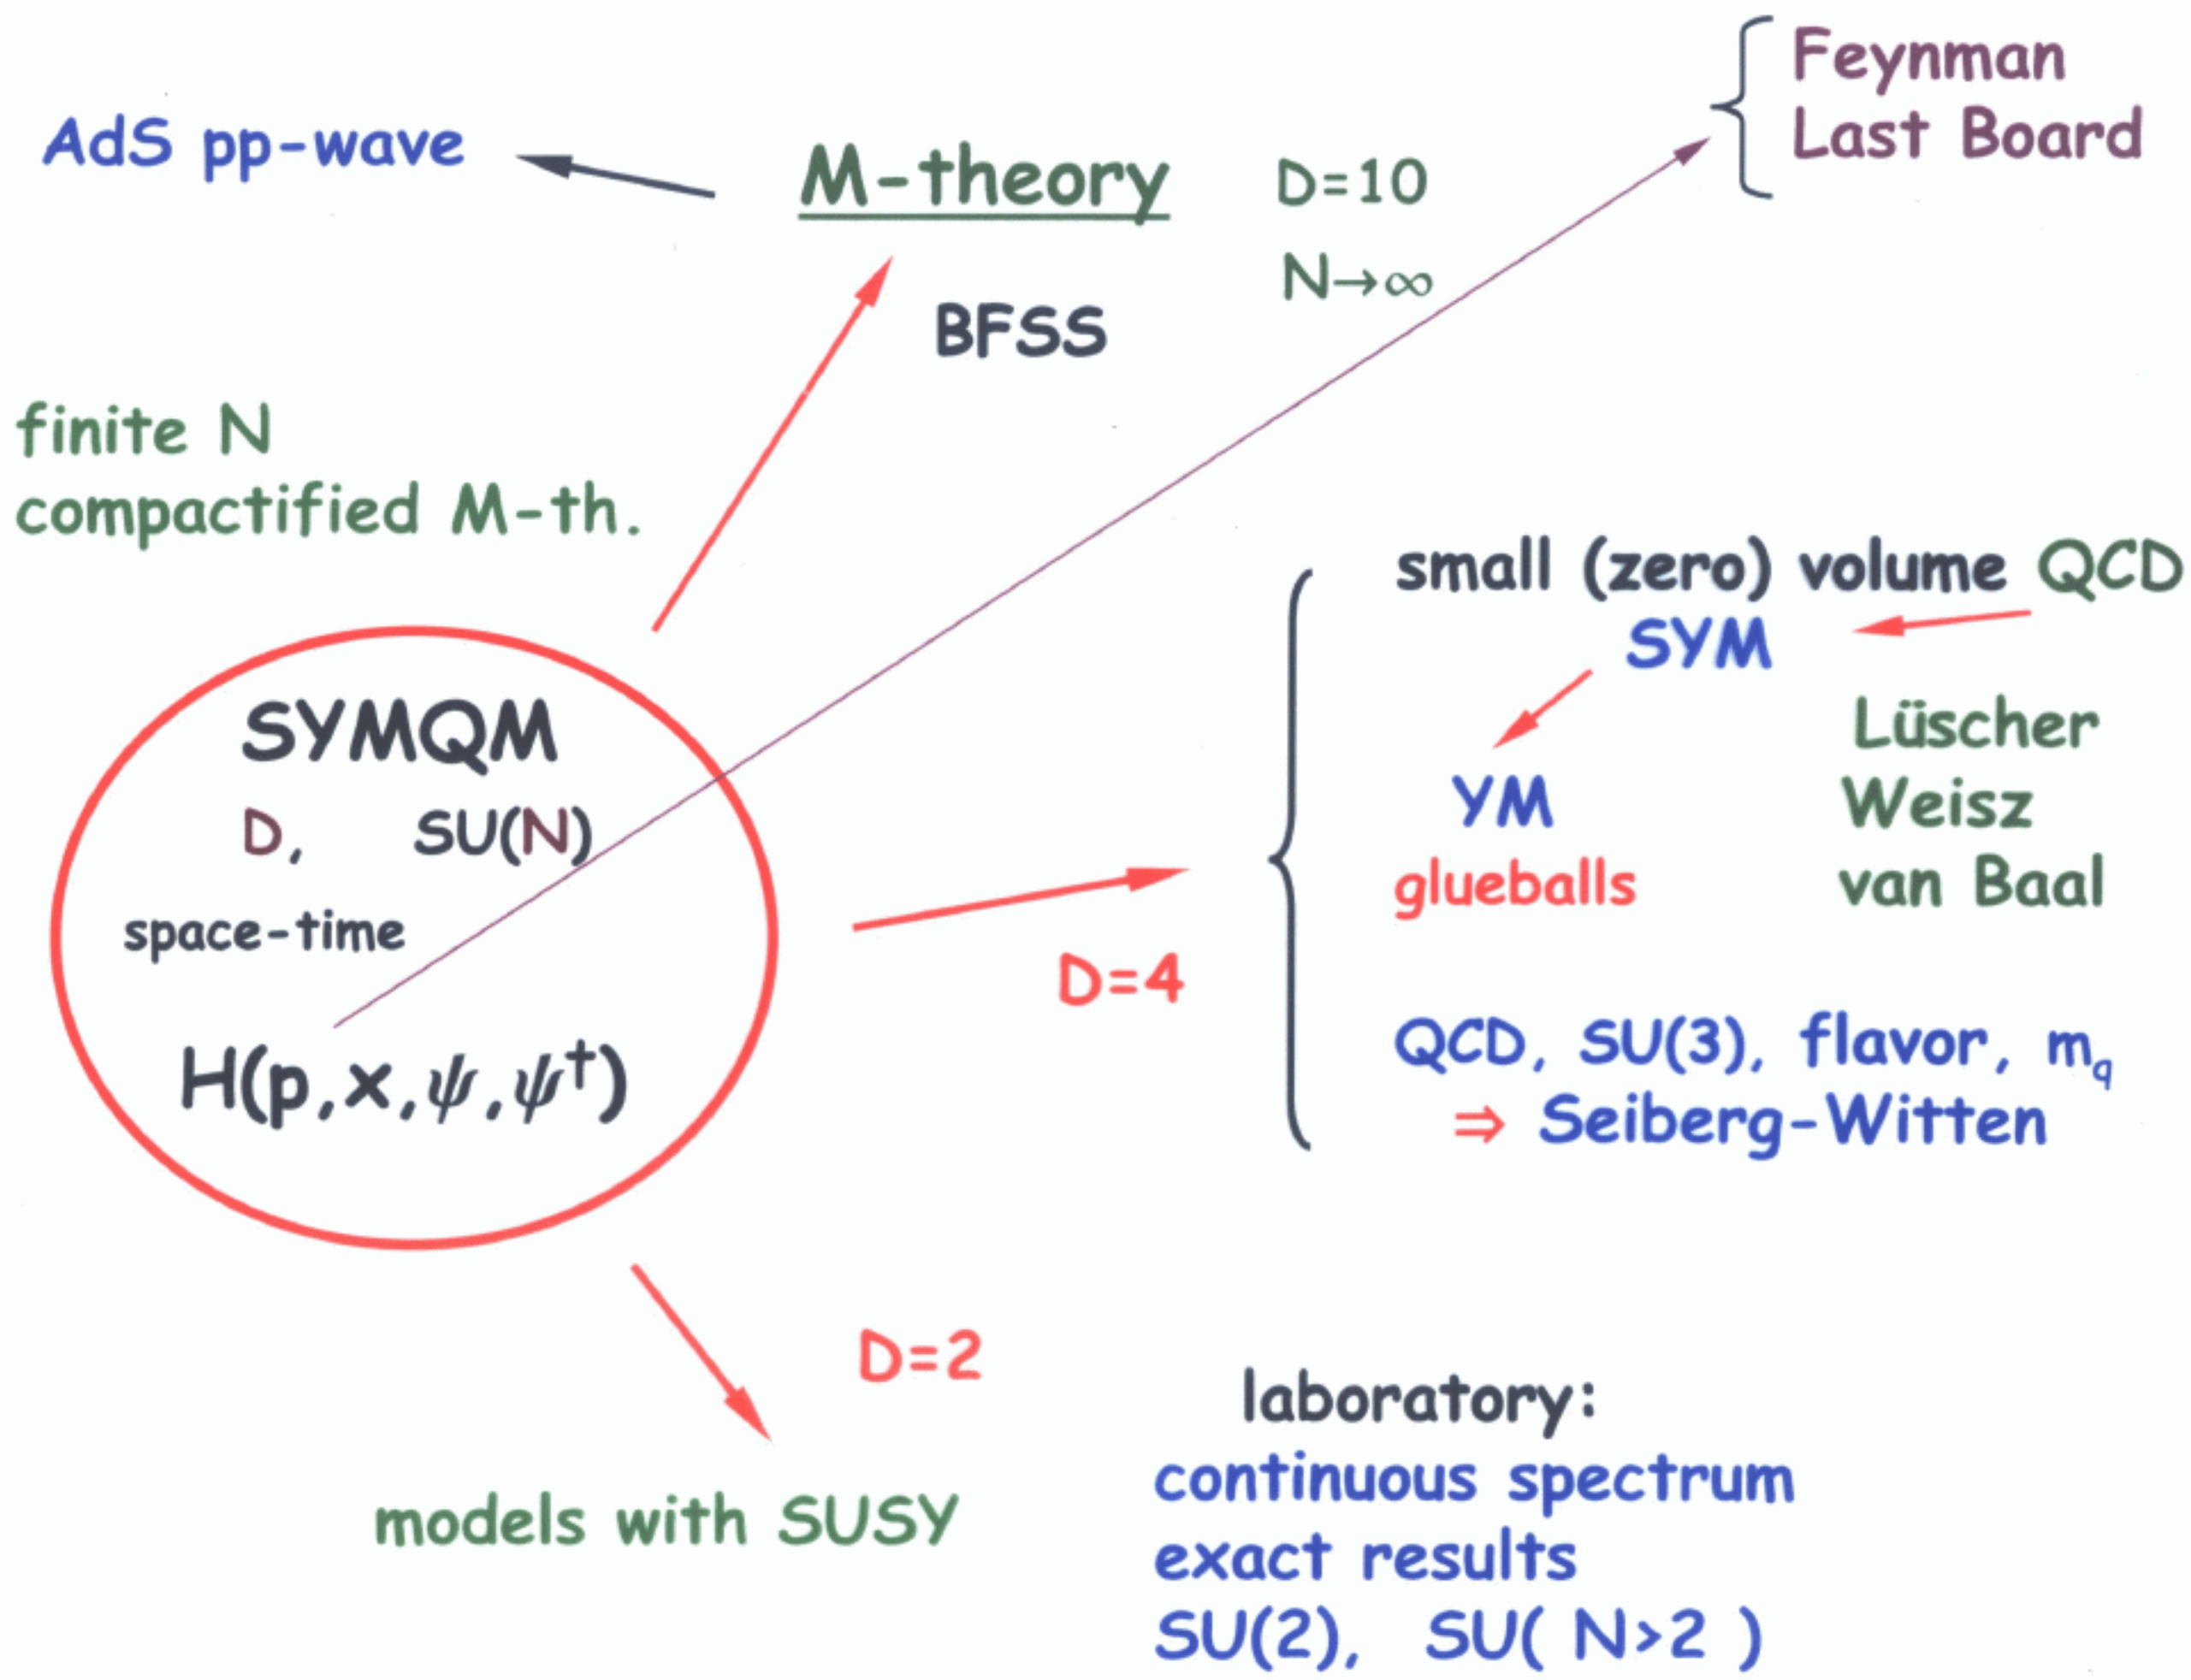 Feynman
Last Board
AdS pp-wave
M-theory D=10
N→∞
BFSS
finite N
compactified M-th.
small (zero) volume QCD
SYM
SYMQM
Lüscher
YM
Weisz
D, SU(N)
glueballs
van Baal
space-time
D=4
QCD, SU(3), flavor, m_q
H(p,x,ψ,ψ†)
⇒ Seiberg-Witten
D=2
laboratory:
continuous spectrum
models with SUSY
exact results
SU(2), SU( N>2 )